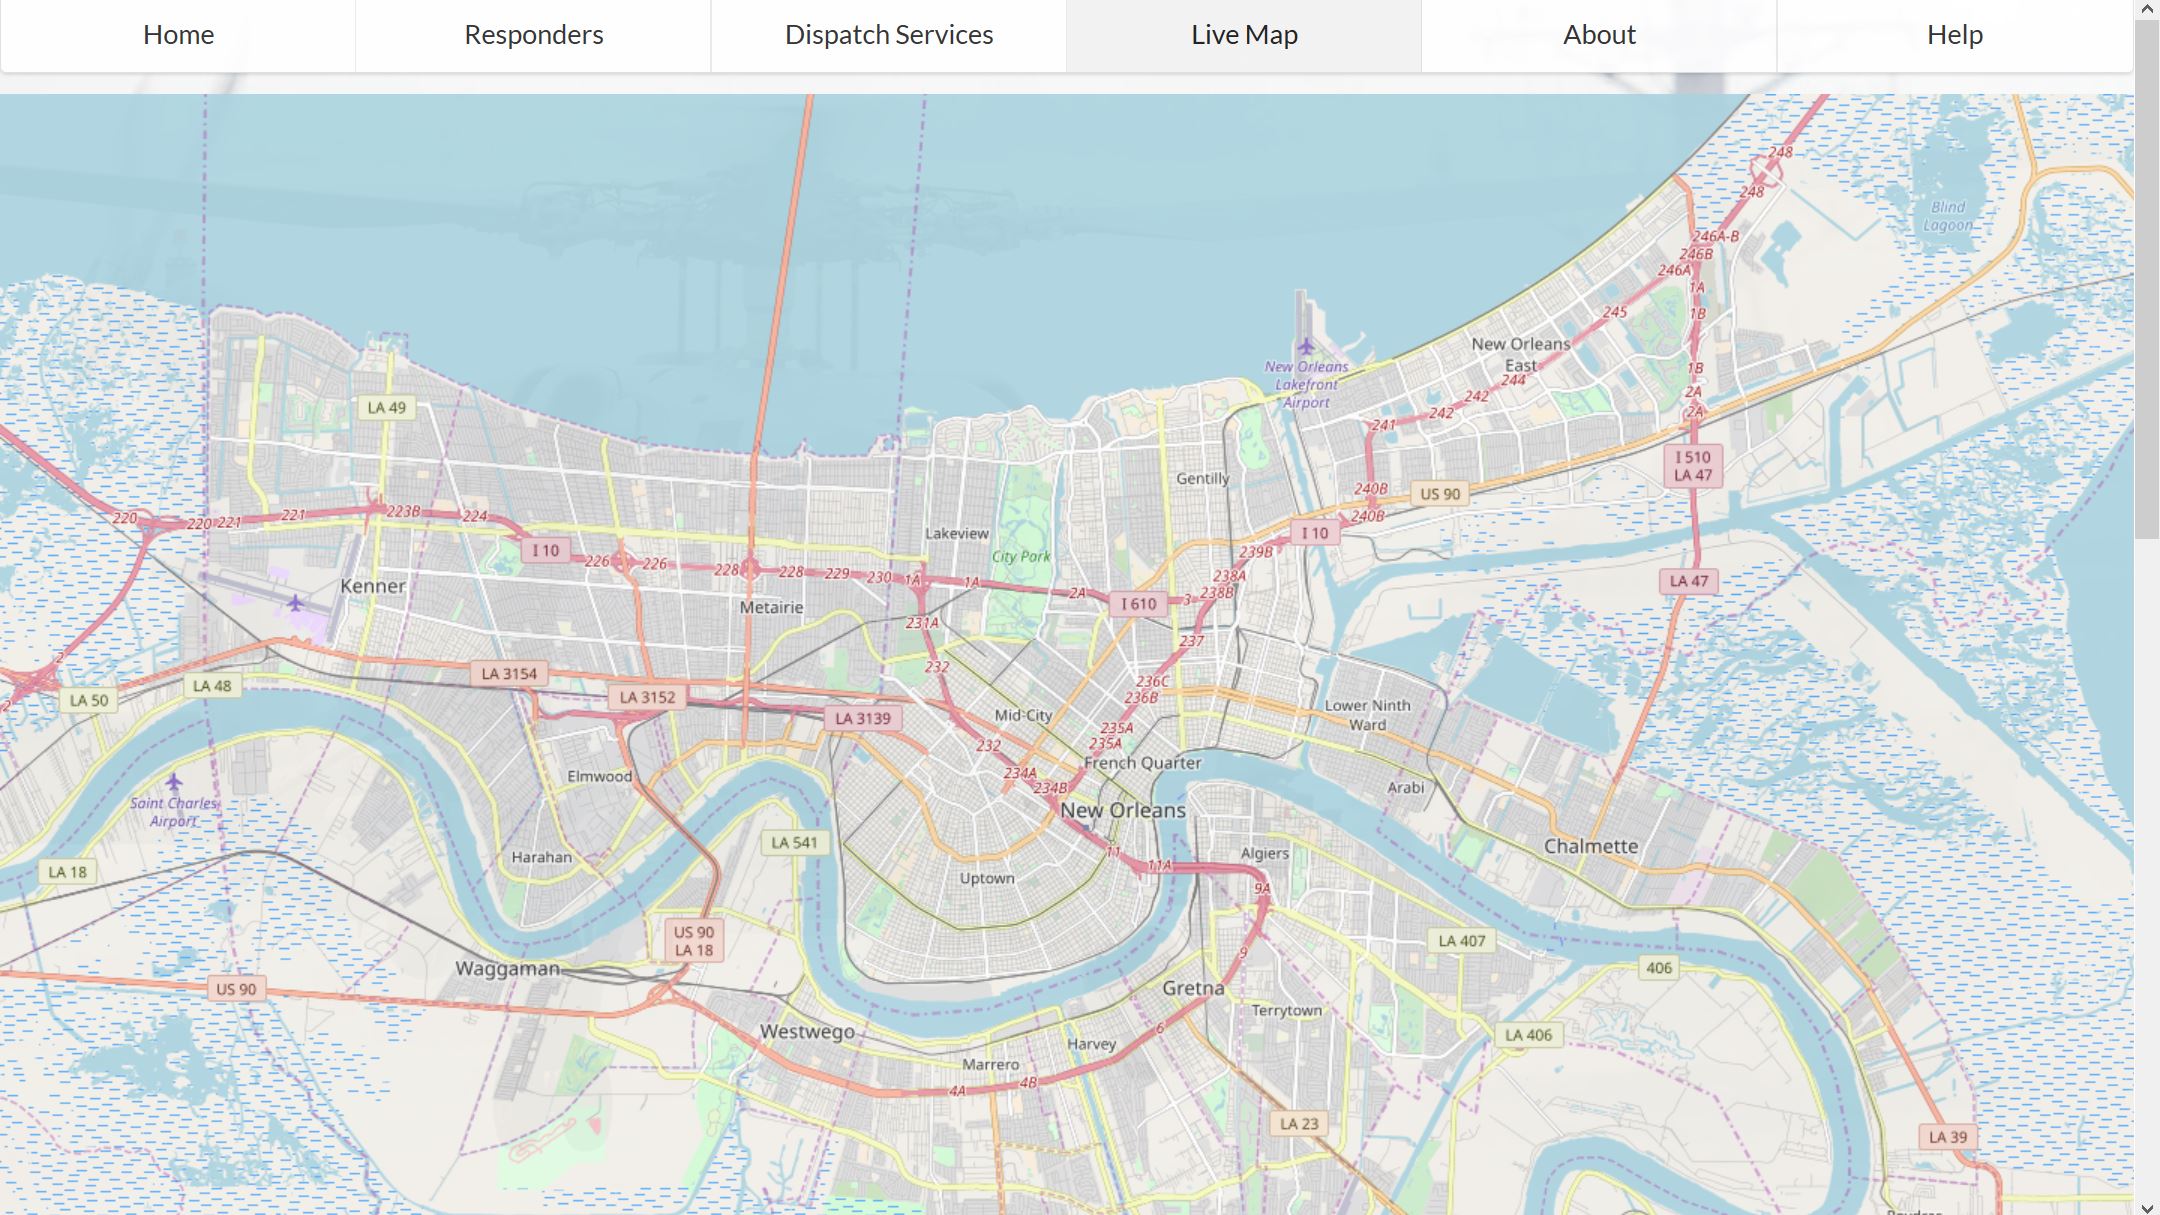 Home
Responders
Dispatch Services
Live Map
About
Help
248
248
Blind
Lagoon
246A-B
246B
246A
1A
245
1B
New Orleans
East
New Orleans
Lakefront
Airport
1B
244
2A
242
242
2A
241
LA 49
I 510
LA 47
Gentilly
240B
US 90
240B
220
220
221
221
223B
224
Lakeview
I 10
I 10
239B
City Park
226
226
228
228
229
230
1A
1A
2A
238A
238B
LA 47
Kenner
Metairie
I 610
3
231A
237
2
232
LA 3154
236C
LA 48
LA 50
LA 3152
236B
2
LA 3139
Mid-City
Lower Ninth
Ward
235A
235A
232
French Quarter
Elmwood
234A
234B
Arabi
Saint Charles
Airport
New Orleans
LA 541
Chalmette
Harahan
11
11A
Algiers
LA 18
Uptown
9A
US 90
LA 18
LA 407
9
Waggaman
406
US 90
Gretna
Terrytown
Westwego
6
LA 406
Harvey
Marrero
4A
4B
LA 23
LA 39